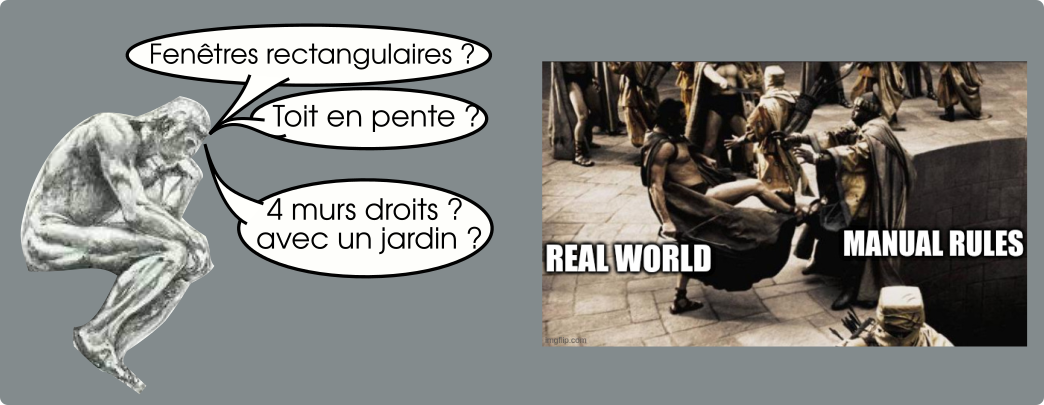 Fenêtres rectangulaires ?
Toit en pente ?
4 murs droits ?
avec un jardin ?
REAL WORLD
MANUAL RULES
imgflip.com